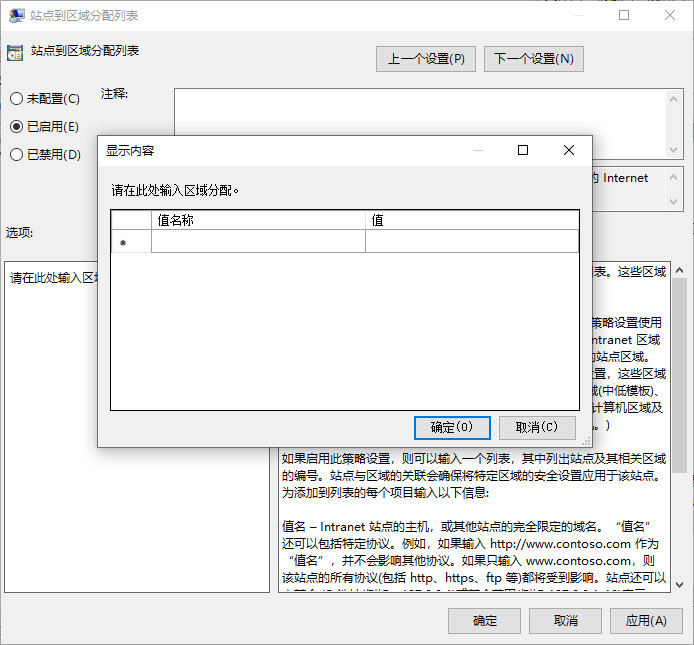 站点到区域分配列表
站点到区域分配列表
上一个设置(P)
下一个设置(N)
未配置(C)
注释:
已启用(E)
已禁用(D)
的 Internet
显示内容
请在此处输入区域分配。
值名称
值
确定(O)
取消(C)
选项:
请在此处输入区域
表。这些区域
策略设置使用
ntranet 区域
的站点区域。
置，这些区域
域(中低模板)、
计算机区域及
。)
如果启用此策略设置，则可以输入一个列表，其中列出站点及其相关区域
的编号。站点与区域的关联会确保将特定区域的安全设置应用于该站点。
为添加到列表的每个项目输入以下信息:
值名 – Intranet 站点的主机，或其他站点的完全限定的域名。“值名”
还可以包括特定协议。例如，如果输入 http://www.contoso.com 作为
“值名”，并不会影响其他协议。如果只输入 www.contoso.com，则
该站点的所有协议(包括 http、https、ftp 等)都将受到影响。站点还可以
确定
取消
应用(A)